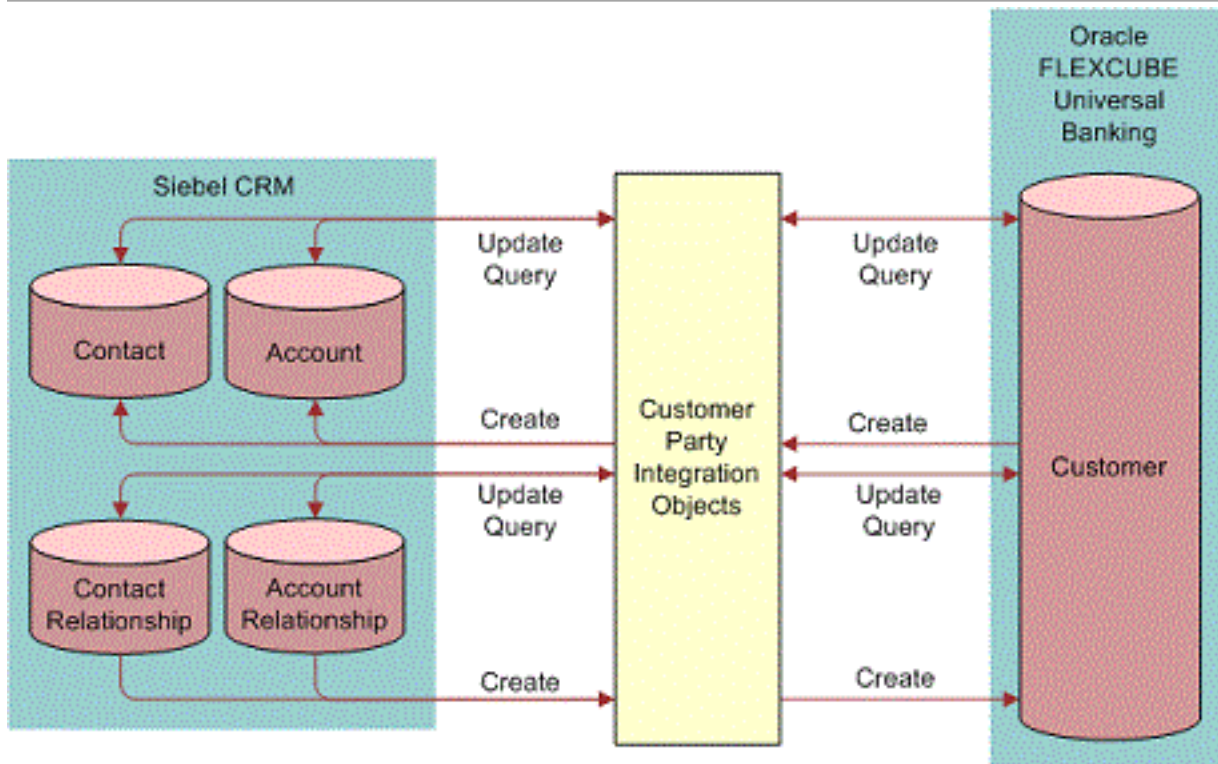 Oracle
FLEXCUBE
Universal
Banking
Siebel CRM
Update
Query
Update
Query
Contact
Account
Create
Customer
Party
Integration
Objects
Create
Customer
Update
Query
Update
Query
Contact
Relationship
Account
Relationship
Create
Create